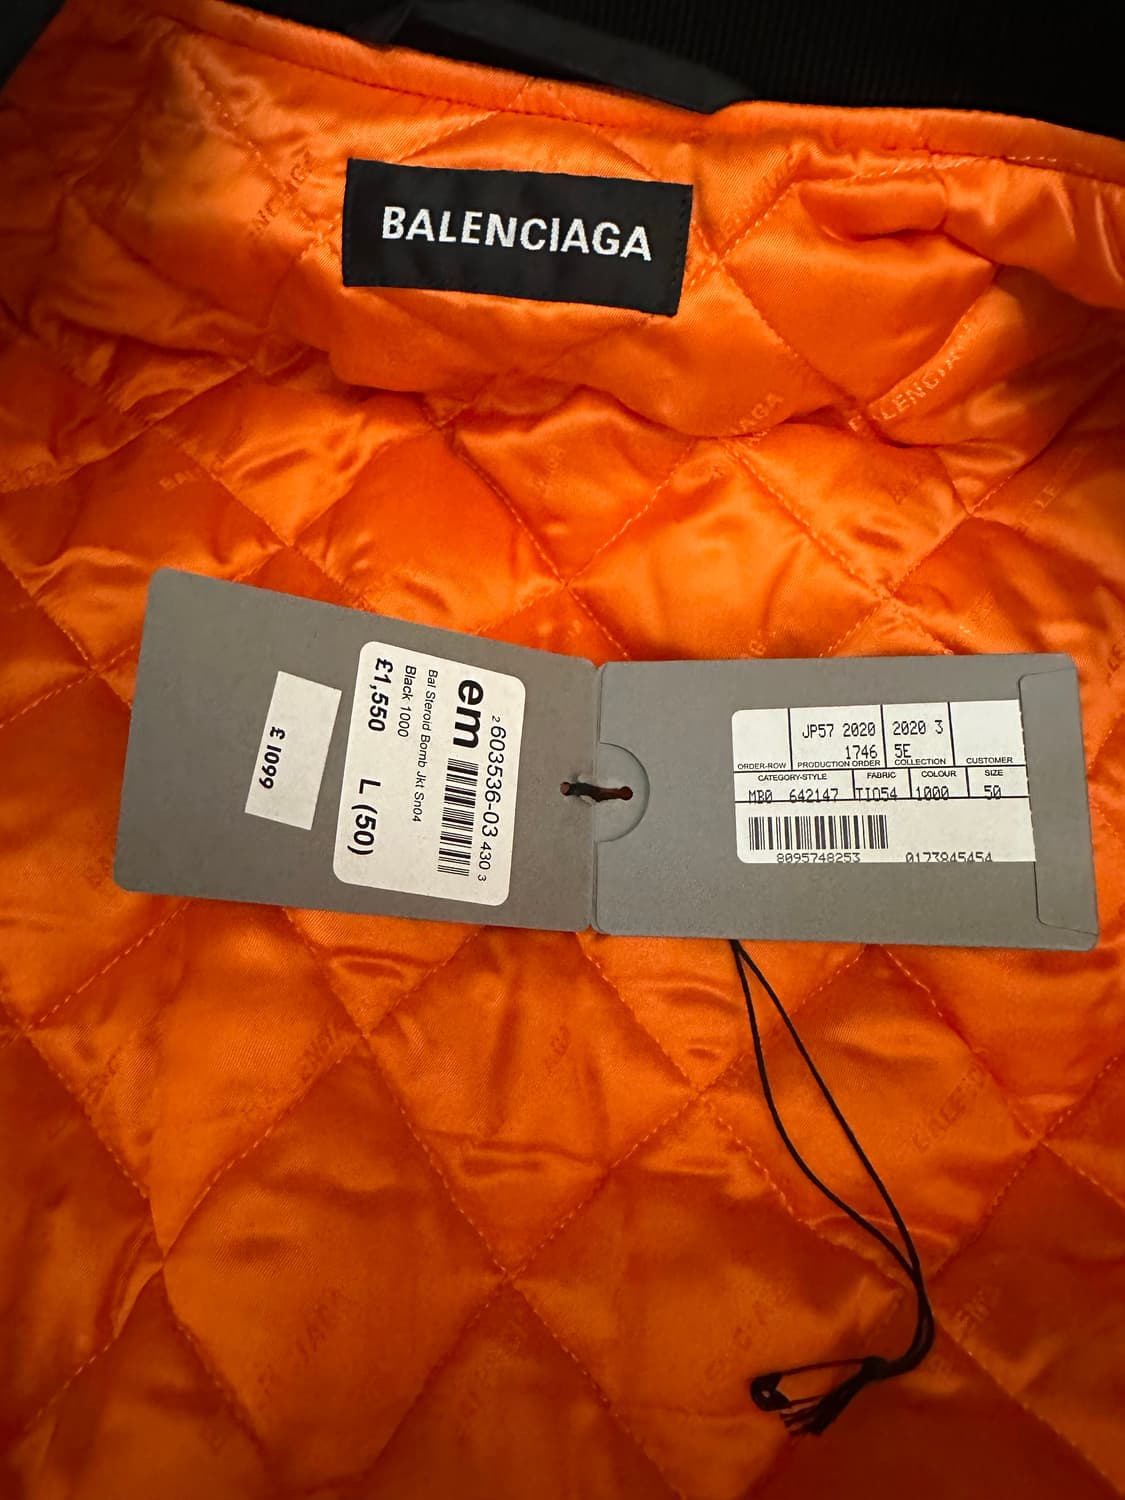 BALENCIAGA
BALENCIAGA
£ 1099
2 603536-03 430 3
em
Bal Steroid Bomb Jkt Sn04
Black 1000
£1,550 L (50)
JP57 2020 2020 3
1746 5E
ORDER-ROW PRODUCTION ORDER COLLECTION CUSTOMER
CATEGORY-STYLE FABRIC COLOUR SIZE
MB0 642147 TIO54 1000 50
8095748253 0173845454